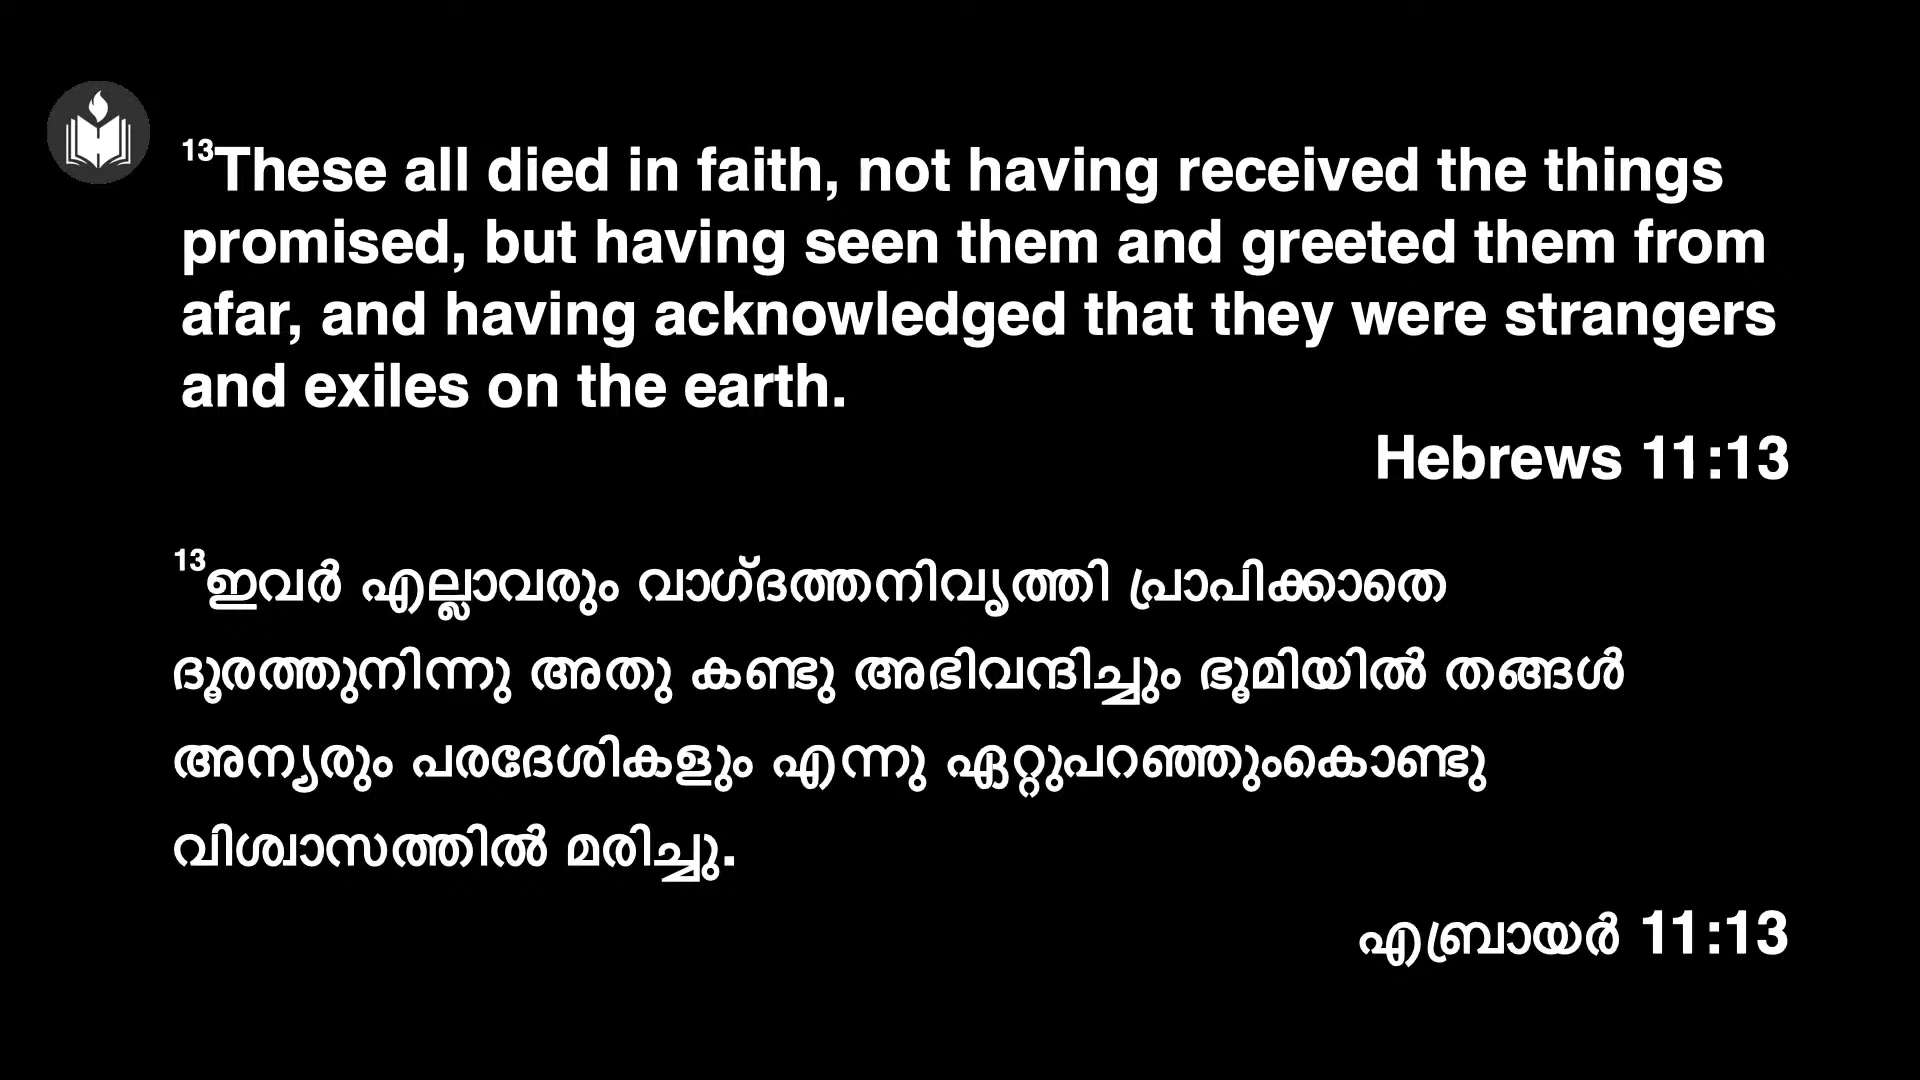 13These all died in faith, not having received the things
promised, but having seen them and greeted them from
afar, and having acknowledged that they were strangers
and exiles on the earth.
Hebrews 11:13
13ഇവർ എല്ലാവരും വാഗ്ദത്തനിവൃത്തി പ്രാപിക്കാതെ
ദൂരത്തുനിന്നു അതു കണ്ടു അഭിവന്ദിച്ചും ഭൂമിയിൽ തങ്ങൾ
അന്യരും പരദേശികളും എന്നു ഏറ്റുപറഞ്ഞുംകൊണ്ടു
വിശ്വാസത്തിൽ മരിച്ചു.
എബ്രായർ 11:13